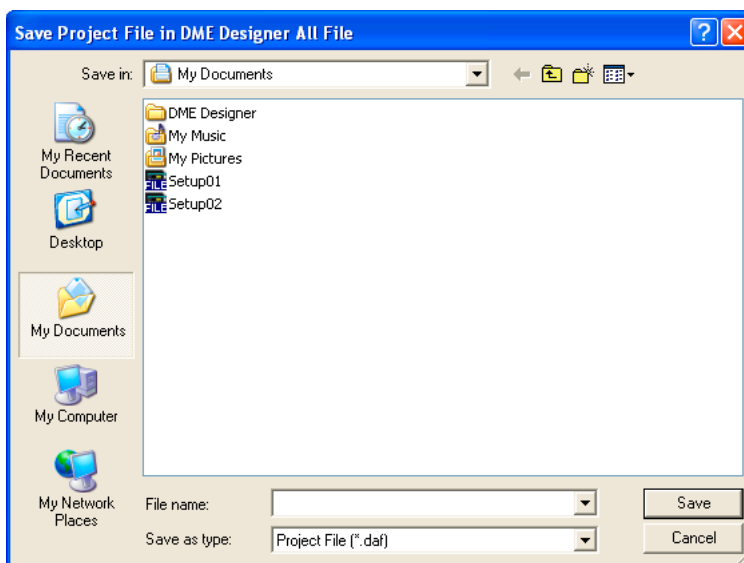 Save Project File in DME Designer All File
Save in:
My Documents
My Recent
Documents
Desktop
My Documents
My Computer
My Network
Places
DME Designer
My Music
My Pictures
FILE Setup01
FILE Setup02
File name:
Save
Save as type:
Project File (*.daf)
Cancel